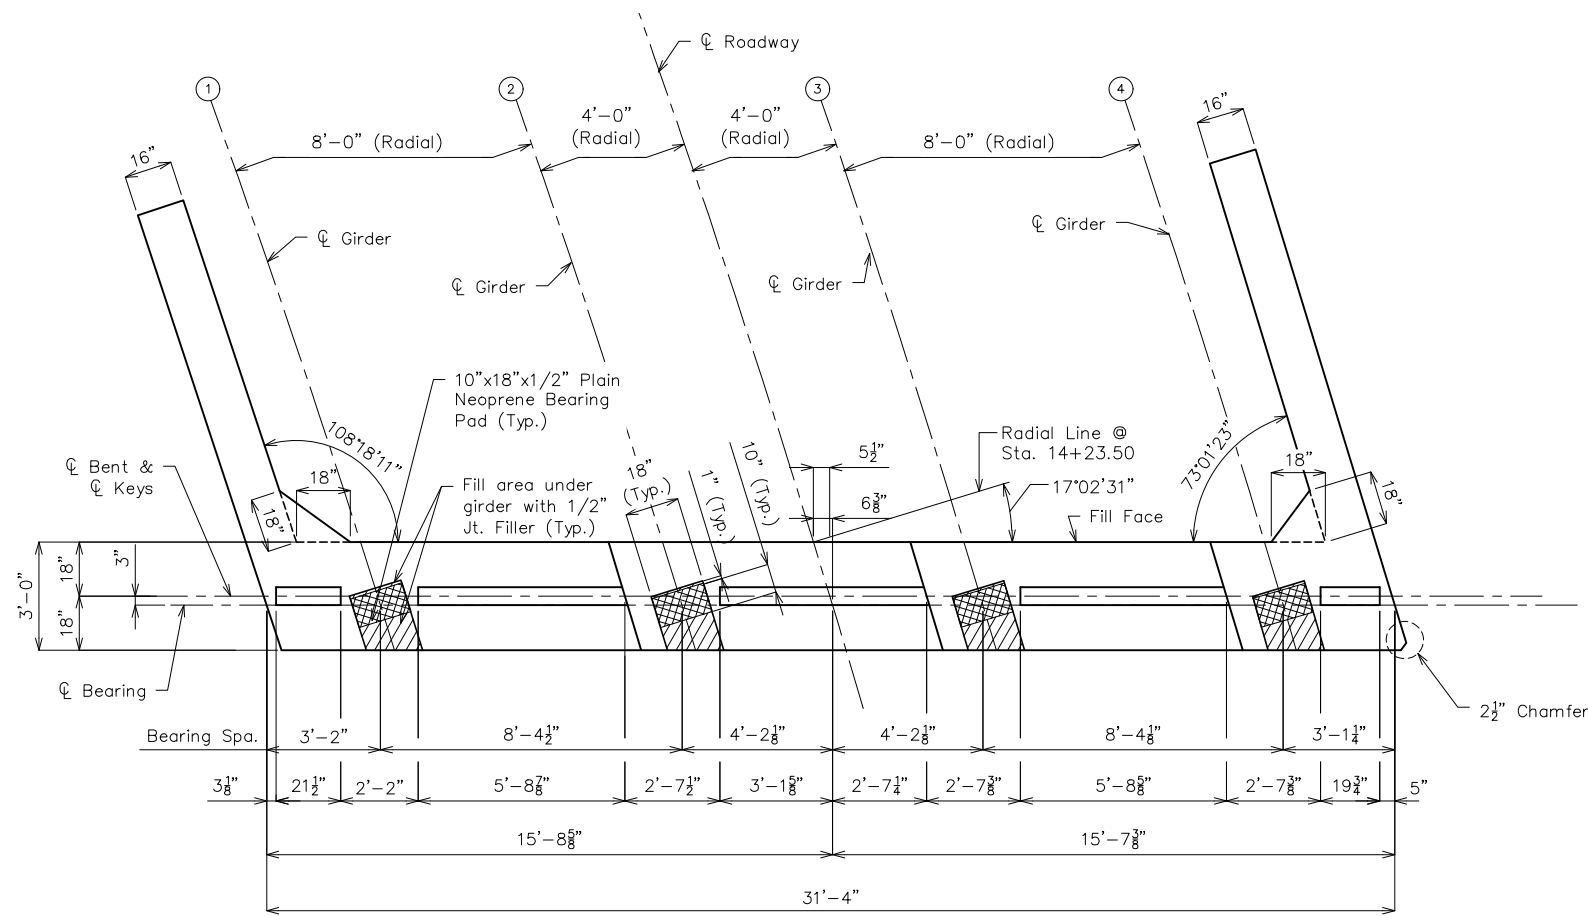 ℄ Roadway
1
2
3
4
4'-0"
(Radial)
4'-0"
(Radial)
8'-0" (Radial)
8'-0" (Radial)
16"
16"
℄ Girder
℄ Girder
℄ Girder
℄ Girder
10"x18"x1/2" Plain
Neoprene Bearing
Pad (Typ.)
108°18'11"
73°01'23"
℄ Bent &
℄ Keys
18"
18"
Fill area under
girder with 1/2"
Jt. Filler (Typ.)
18"
(Typ.)
1" (Typ.)
10" (Typ.)
5½"
6⅜"
Radial Line @
Sta. 14+23.50
17°02'31"
Fill Face
18"
18"
3'-0"
18"
18"
3"
℄ Bearing
2½" Chamfer
Bearing Spa.
3'-2"
8'-4½"
4'-2⅛"
4'-2⅛"
8'-4⅛"
3'-1¼"
3⅛"
21½"
2'-2"
5'-8⅞"
2'-7½"
3'-1⅝"
2'-7¼"
2'-7⅜"
5'-8⅝"
2'-7⅜"
19¾"
5"
15'-8⅝"
15'-7⅜"
31'-4"